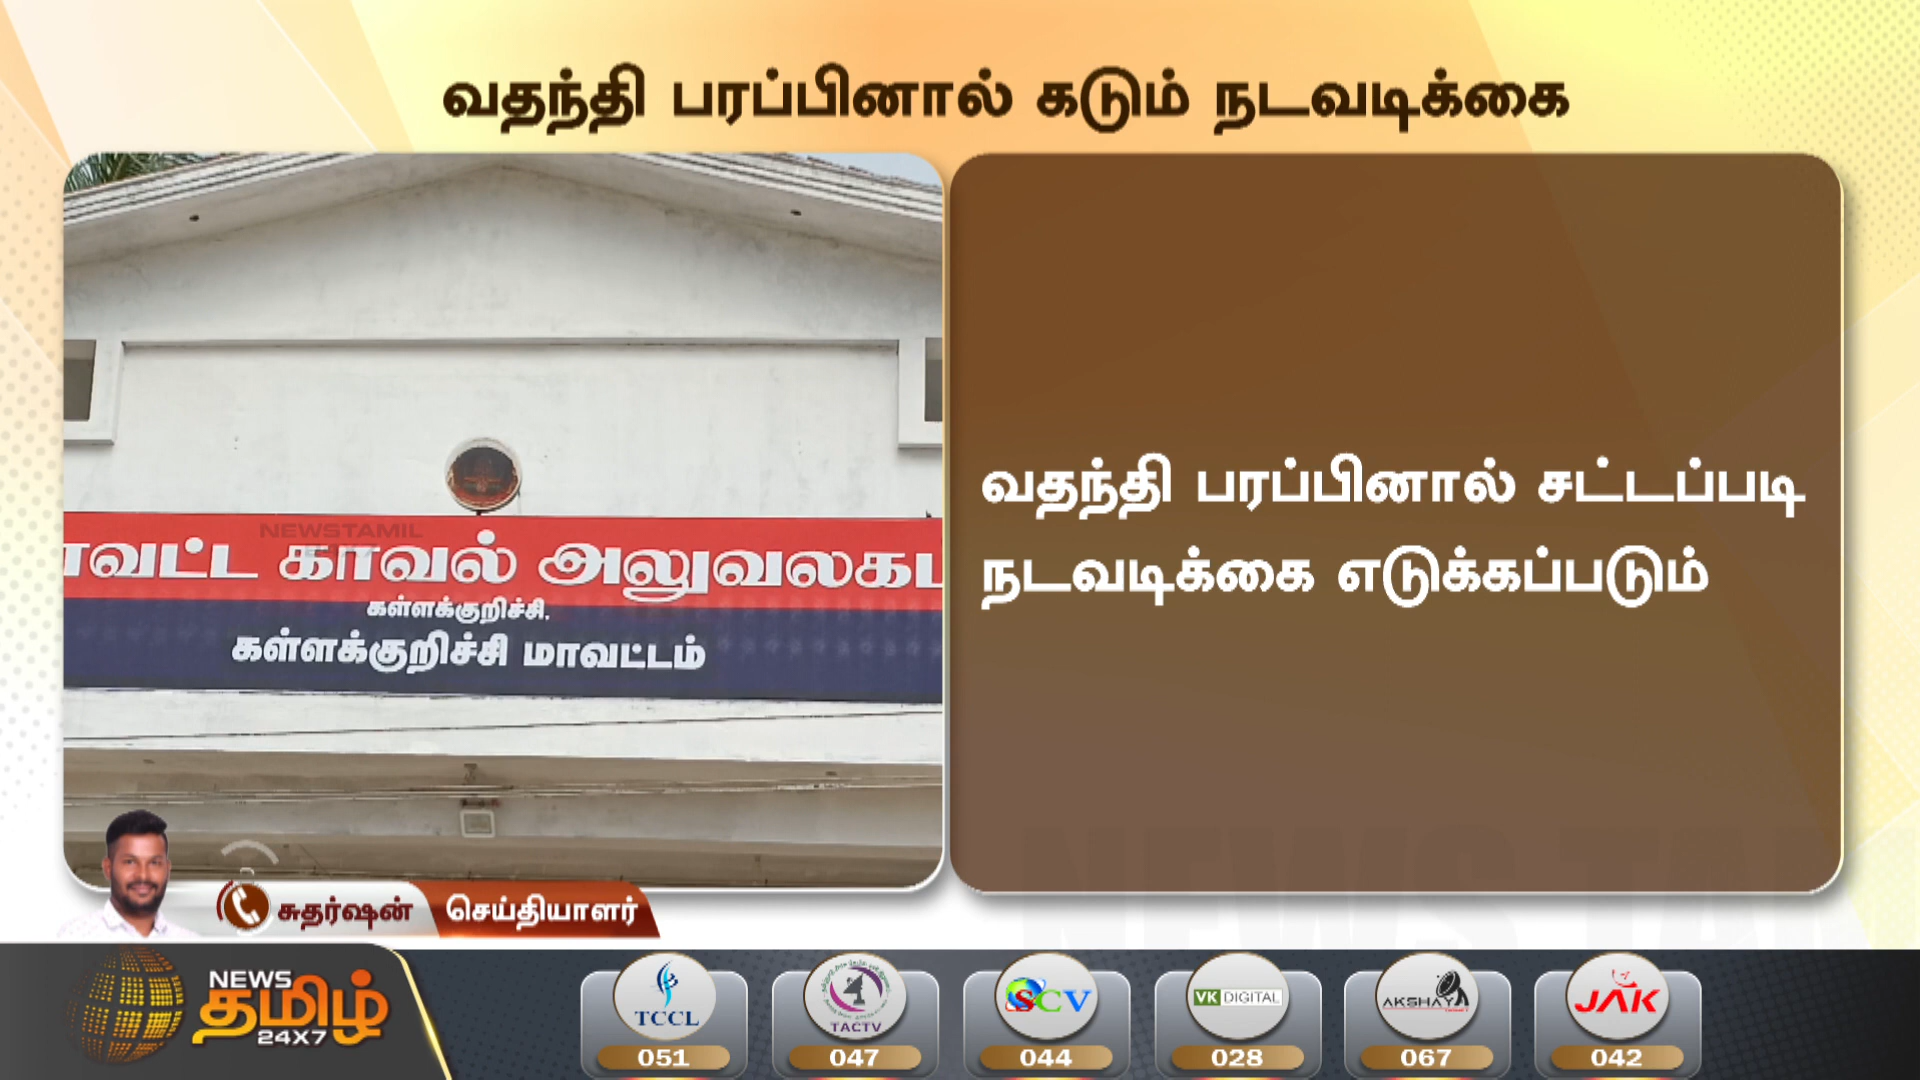 வதந்தி பரப்பினால் கடும் நடவடிக்கை
NEWSTAMIL
ாவட்ட காவல் அலுவலக
கள்ளக்குறிச்சி.
கள்ளக்குறிச்சி மாவட்டம்
வதந்தி பரப்பினால் சட்டப்படி
நடவடிக்கை எடுக்கப்படும்
சுதர்ஷன் செய்தியாளர்
NEWS
தமிழ்
24X7
TCCL
051
TACTV
047
SCV
044
VK DIGITAL
028
AKSHAYA
067
JAK
042